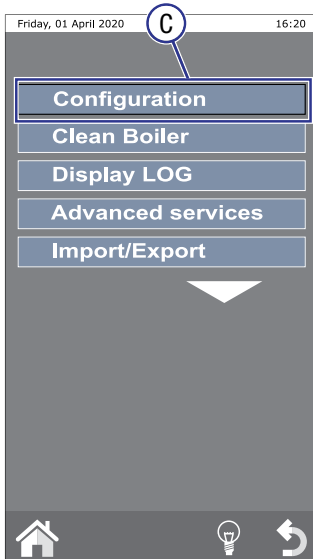 Friday, 01 April 2020 C 16:20
Configuration
Clean Boiler
Display LOG
Advanced services
Import/Export